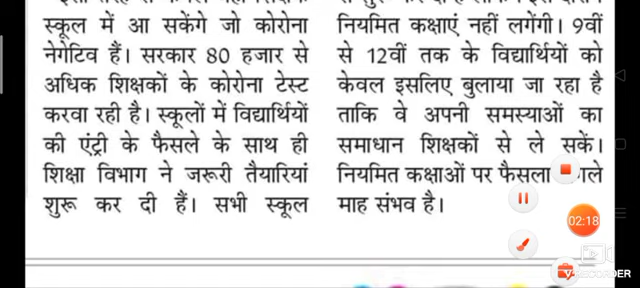 स्कूल में आ सकेंगे जो कोरोना
नेगेटिव हैं। सरकार 80 हजार से
अधिक शिक्षकों के कोरोना टेस्ट
करवा रही है। स्कूलों में विद्यार्थियों
की एंट्री के फैसले के साथ ही
शिक्षा विभाग ने जरूरी तैयारियां
शुरू कर दी हैं। सभी स्कूल
नियमित कक्षाएं नहीं लगेंगी। 9वीं
से 12वीं तक के विद्यार्थियों को
केवल इसलिए बुलाया जा रहा है
ताकि वे अपनी समस्याओं का
समाधान शिक्षकों से ले सकें।
नियमित कक्षाओं पर फैसला
माह संभव है।
02:18
RECORDER